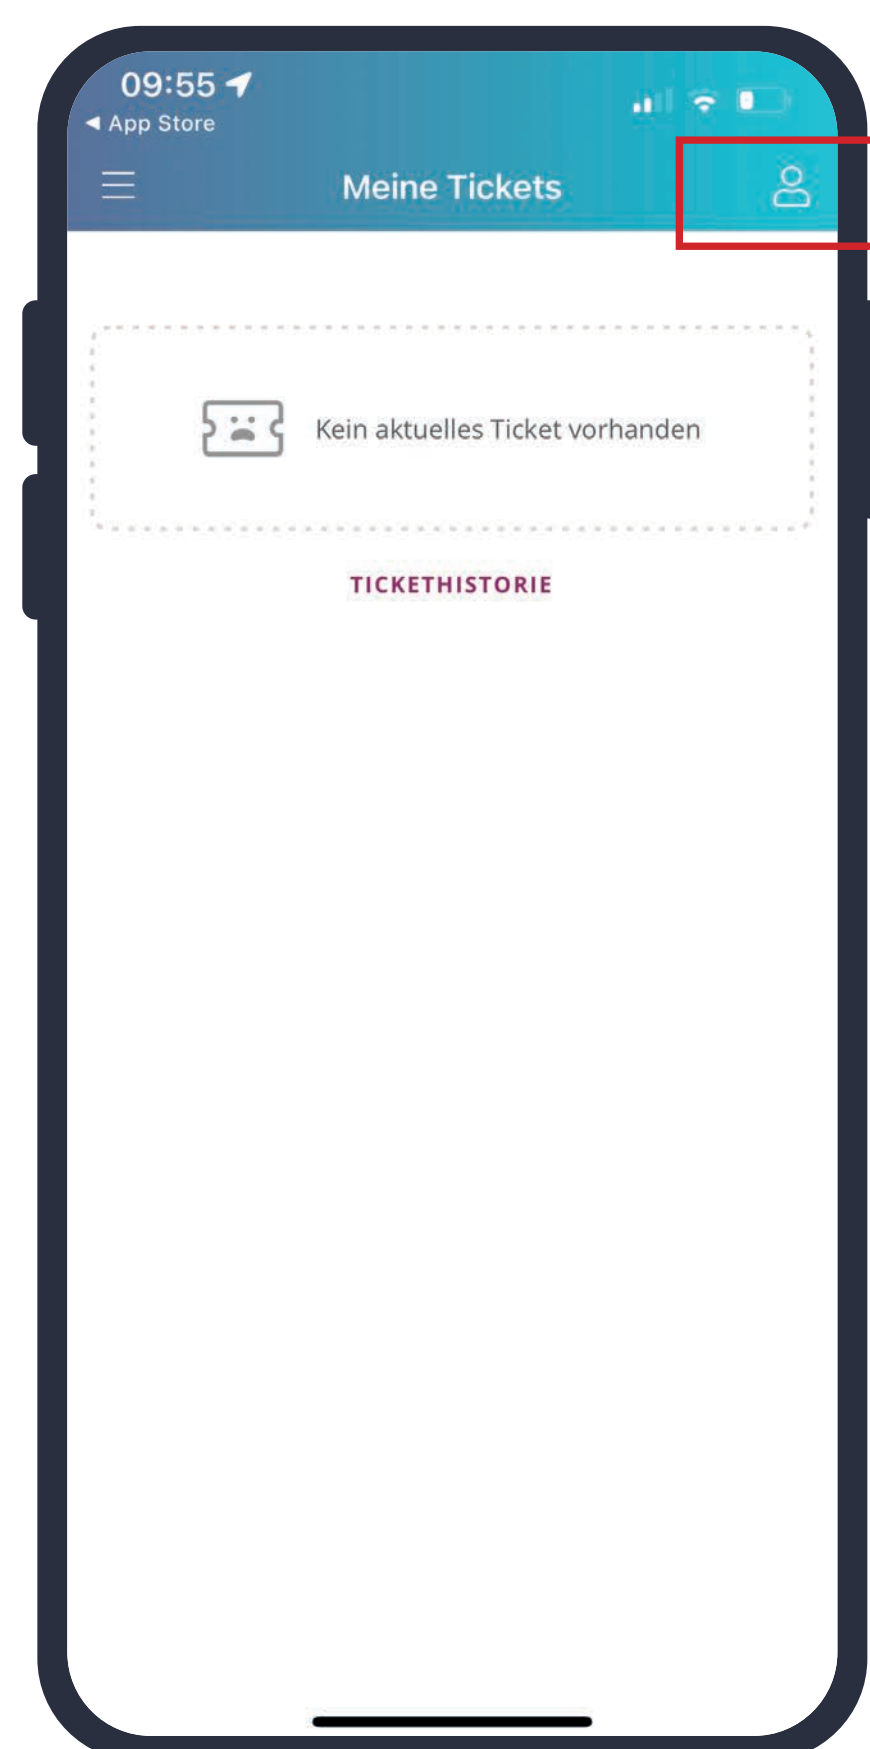 09:55
◀ App Store
Meine Tickets
Kein aktuelles Ticket vorhanden
TICKETHISTORIE